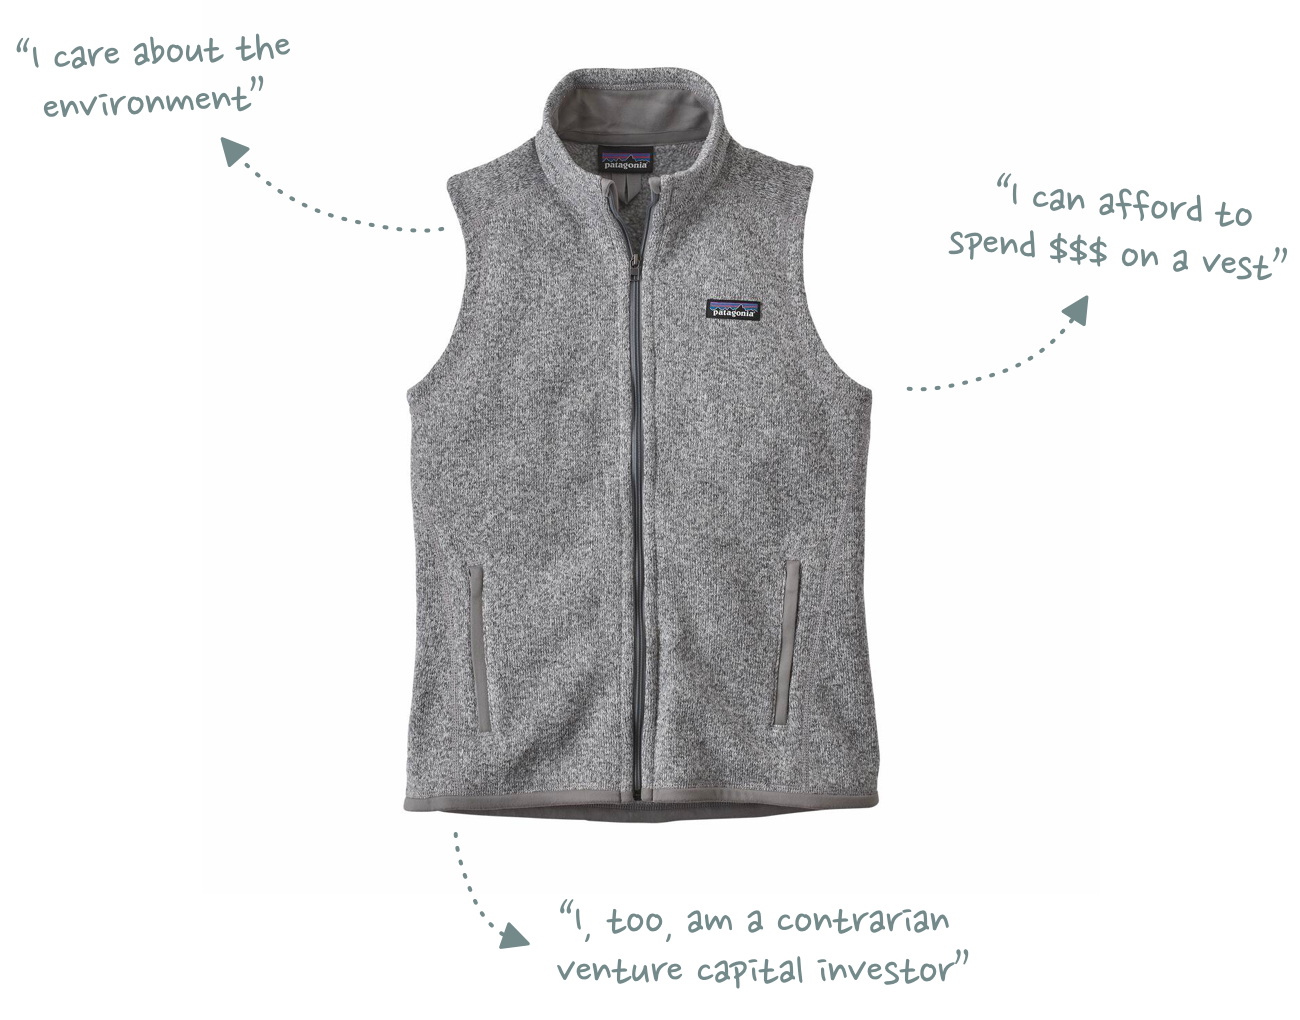 “I care about the
environment”
patagonia
“I can afford to
spend $$$ on a vest”
patagonia
“I, too, am a contrarian
venture capital investor”